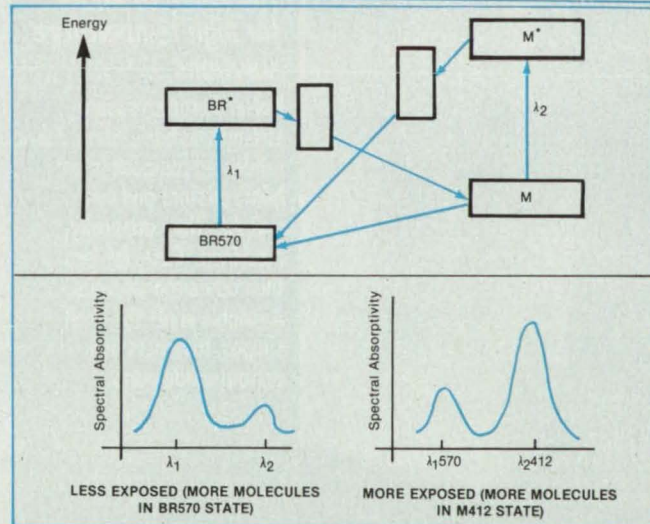 Energy
M*
BR*
λ₂
λ₁
M
BR570
Spectral Absorptivity
Spectral Absorptivity
λ₁
λ₂
λ₁570
λ₂412
LESS EXPOSED (MORE MOLECULES
IN BR570 STATE)
MORE EXPOSED (MORE MOLECULES
IN M412 STATE)